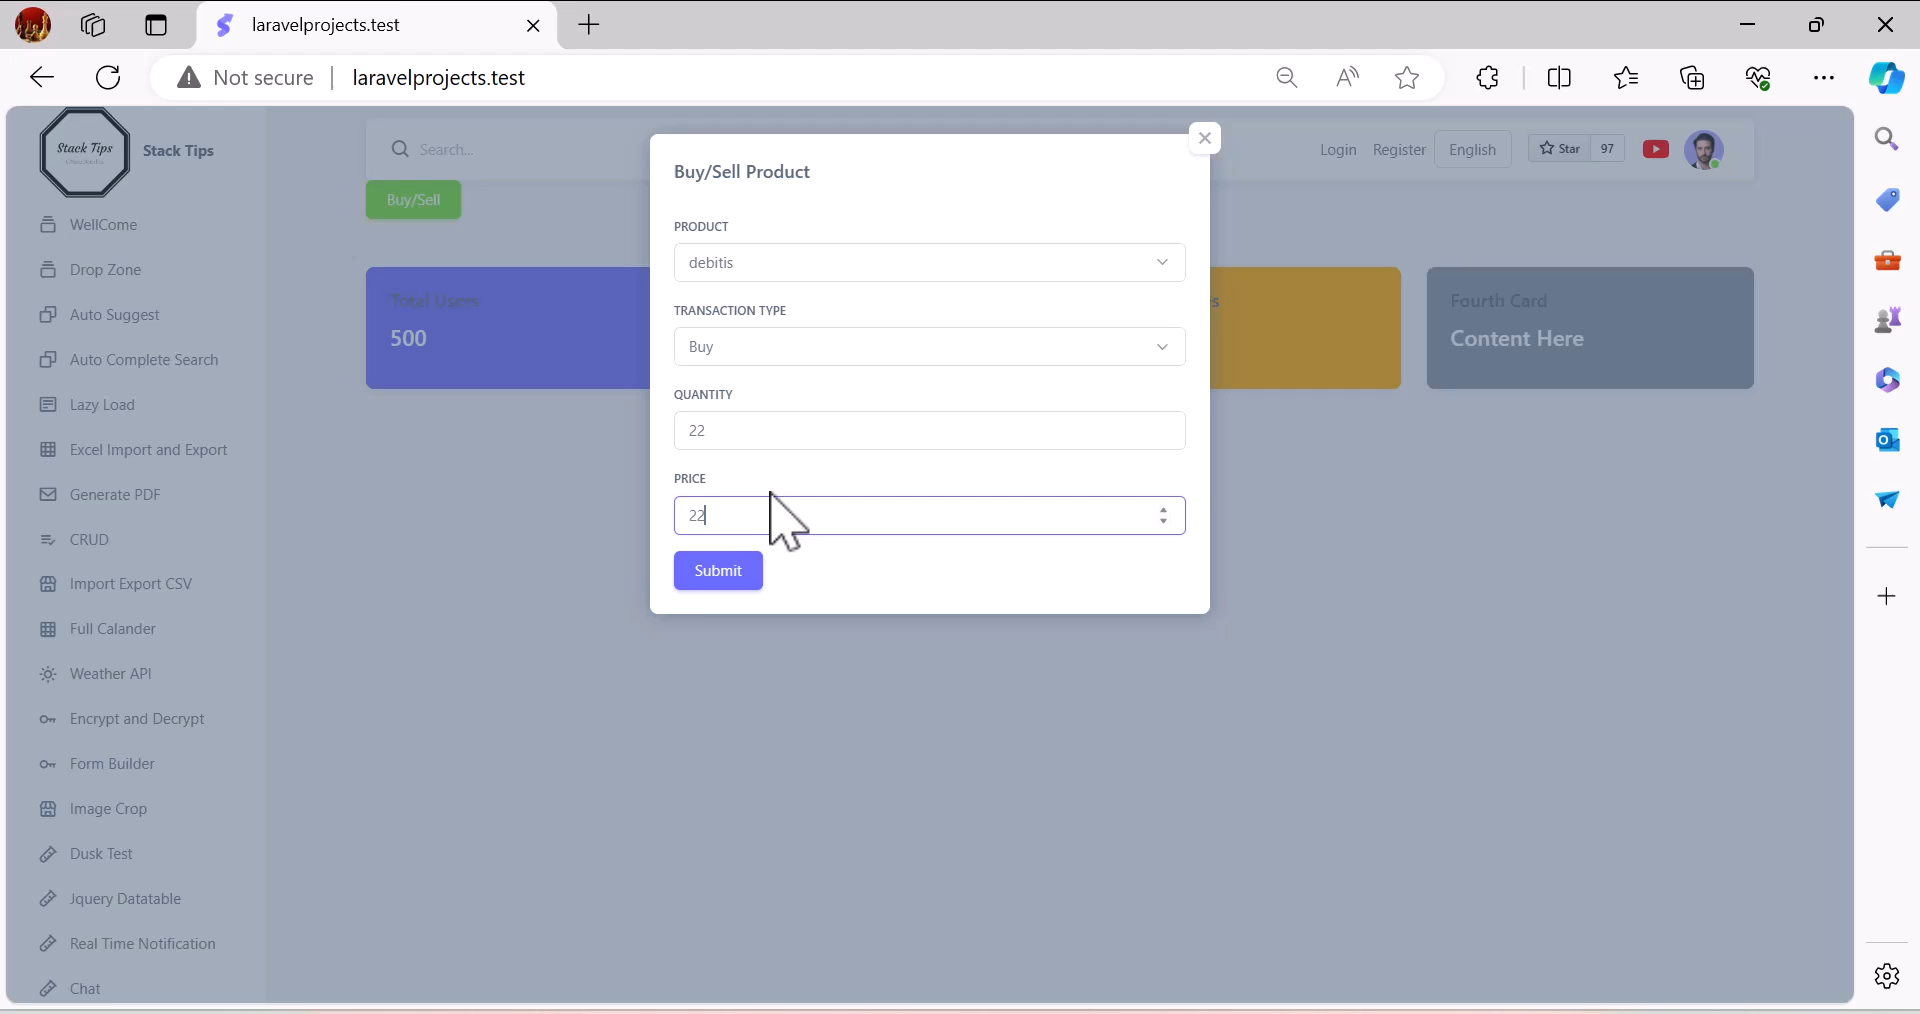 laravelprojects.test
Not secure
laravelprojects.test
Stack Tips
Stack Tips
WellCome
Drop Zone
Auto Suggest
Auto Complete Search
Lazy Load
Excel Import and Export
Generate PDF
CRUD
Import Export CSV
Full Calander
Weather API
Encrypt and Decrypt
Form Builder
Image Crop
Dusk Test
Jquery Datatable
Real Time Notification
Chat
Search...
Login Register English Star 97
Buy/Sell
Total Users
500
Fourth Card
Content Here
Buy/Sell Product
PRODUCT
debitis
TRANSACTION TYPE
Buy
QUANTITY
22
PRICE
22
Submit